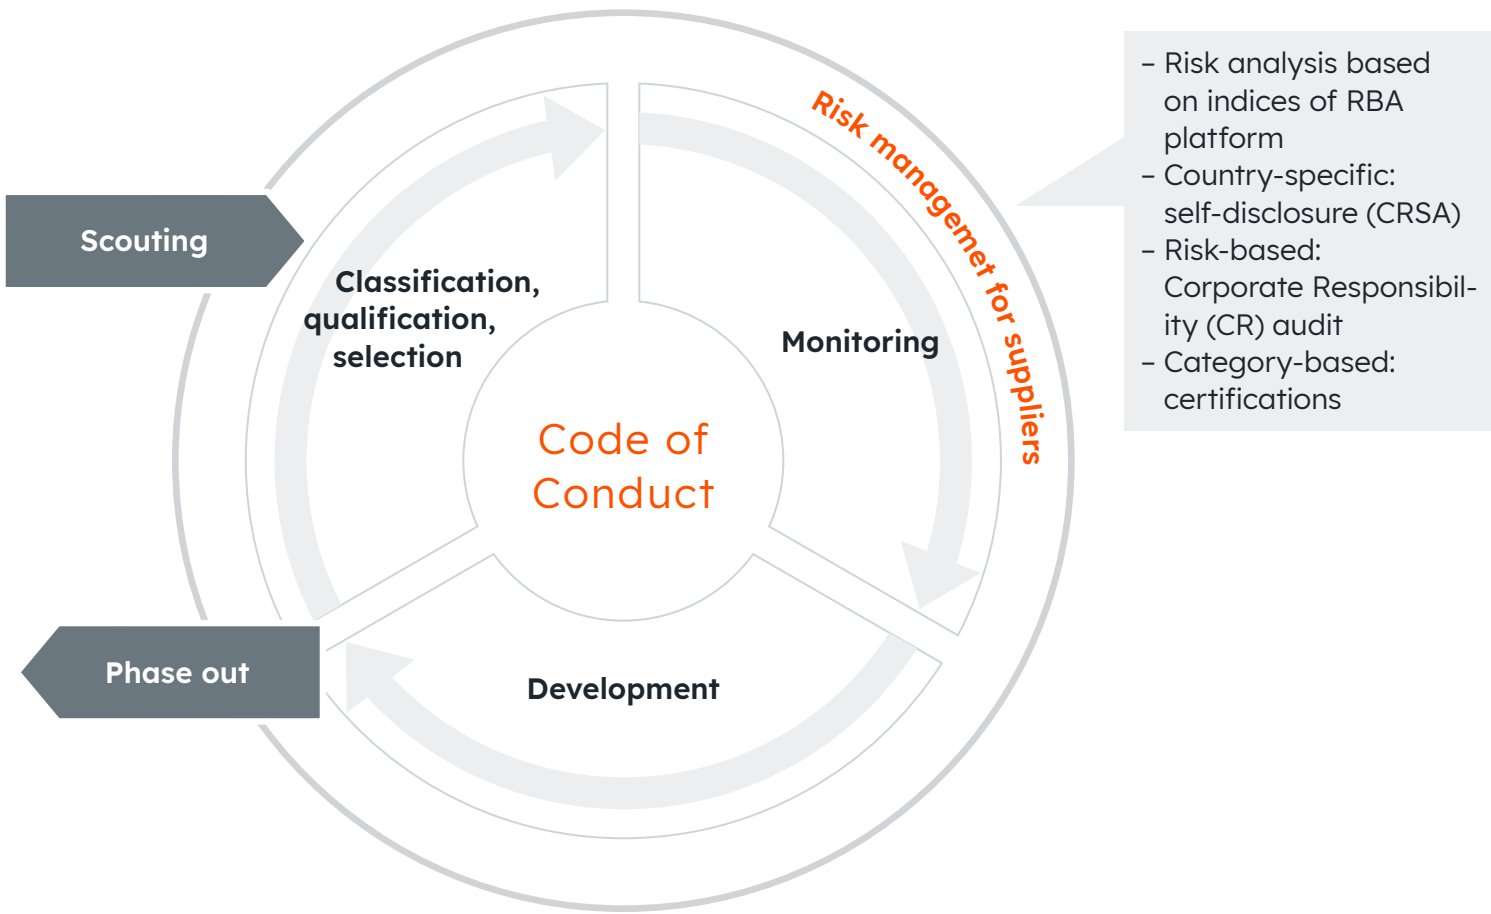 Scouting
Classification,
qualification,
selection
Risk managemet for suppliers
Monitoring
Code of
Conduct
Development
Phase out
– Risk analysis based
on indices of RBA
platform
– Country-specific:
self-disclosure (CRSA)
– Risk-based:
Corporate Responsibil-
ity (CR) audit
– Category-based:
certifications